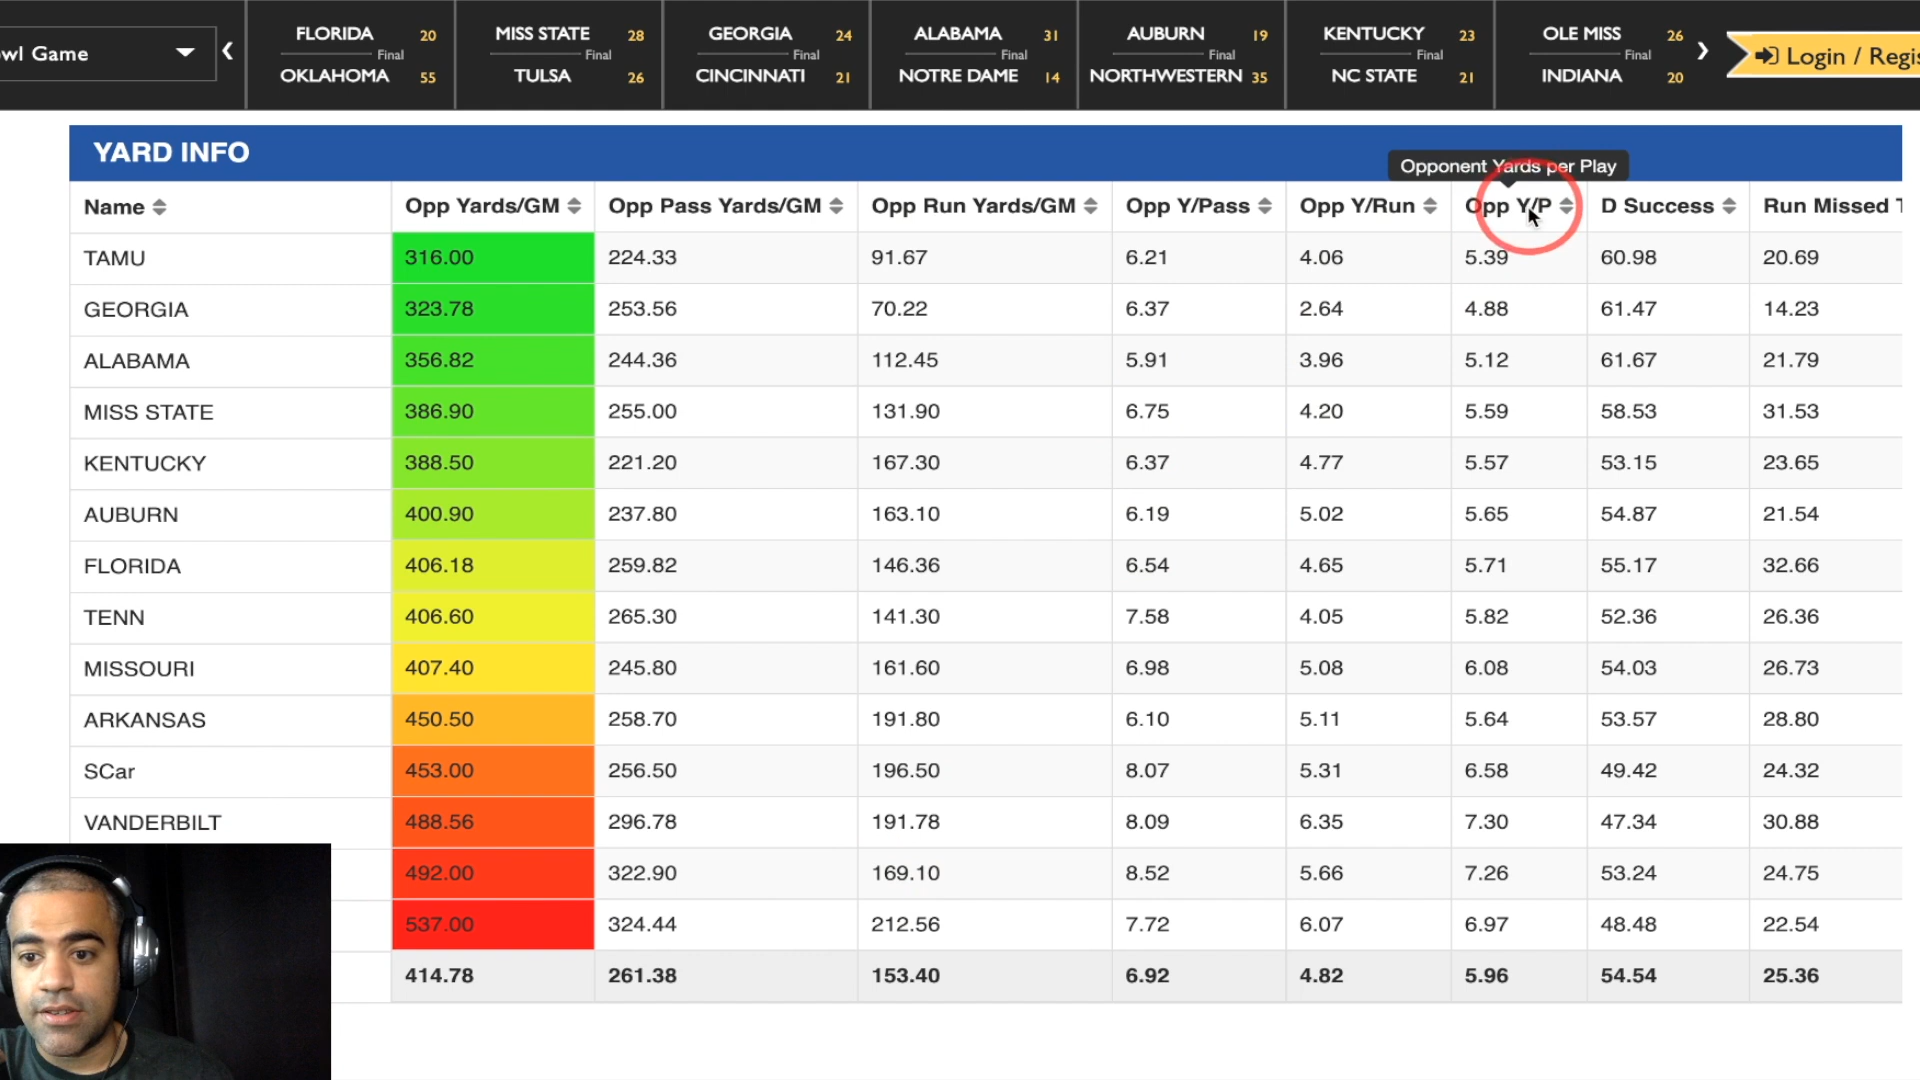 wl Game
FLORIDA 20
Final
OKLAHOMA 55
MISS STATE 28
Final
TULSA 26
GEORGIA 24
Final
CINCINNATI 21
ALABAMA 31
Final
NOTRE DAME 14
AUBURN 19
Final
NORTHWESTERN 35
KENTUCKY 23
Final
NC STATE 21
OLE MISS 26
Final
INDIANA 20
Login / Regis
YARD INFO
Opponent Yards per Play
Name Opp Yards/GM Opp Pass Yards/GM Opp Run Yards/GM Opp Y/Pass Opp Y/Run Opp Y/P D Success Run Missed T
TAMU 316.00 224.33 91.67 6.21 4.06 5.39 60.98 20.69
GEORGIA 323.78 253.56 70.22 6.37 2.64 4.88 61.47 14.23
ALABAMA 356.82 244.36 112.45 5.91 3.96 5.12 61.67 21.79
MISS STATE 386.90 255.00 131.90 6.75 4.20 5.59 58.53 31.53
KENTUCKY 388.50 221.20 167.30 6.37 4.77 5.57 53.15 23.65
AUBURN 400.90 237.80 163.10 6.19 5.02 5.65 54.87 21.54
FLORIDA 406.18 259.82 146.36 6.54 4.65 5.71 55.17 32.66
TENN 406.60 265.30 141.30 7.58 4.05 5.82 52.36 26.36
MISSOURI 407.40 245.80 161.60 6.98 5.08 6.08 54.03 26.73
ARKANSAS 450.50 258.70 191.80 6.10 5.11 5.64 53.57 28.80
SCar 453.00 256.50 196.50 8.07 5.31 6.58 49.42 24.32
VANDERBILT 488.56 296.78 191.78 8.09 6.35 7.30 47.34 30.88
492.00 322.90 169.10 8.52 5.66 7.26 53.24 24.75
537.00 324.44 212.56 7.72 6.07 6.97 48.48 22.54
414.78 261.38 153.40 6.92 4.82 5.96 54.54 25.36